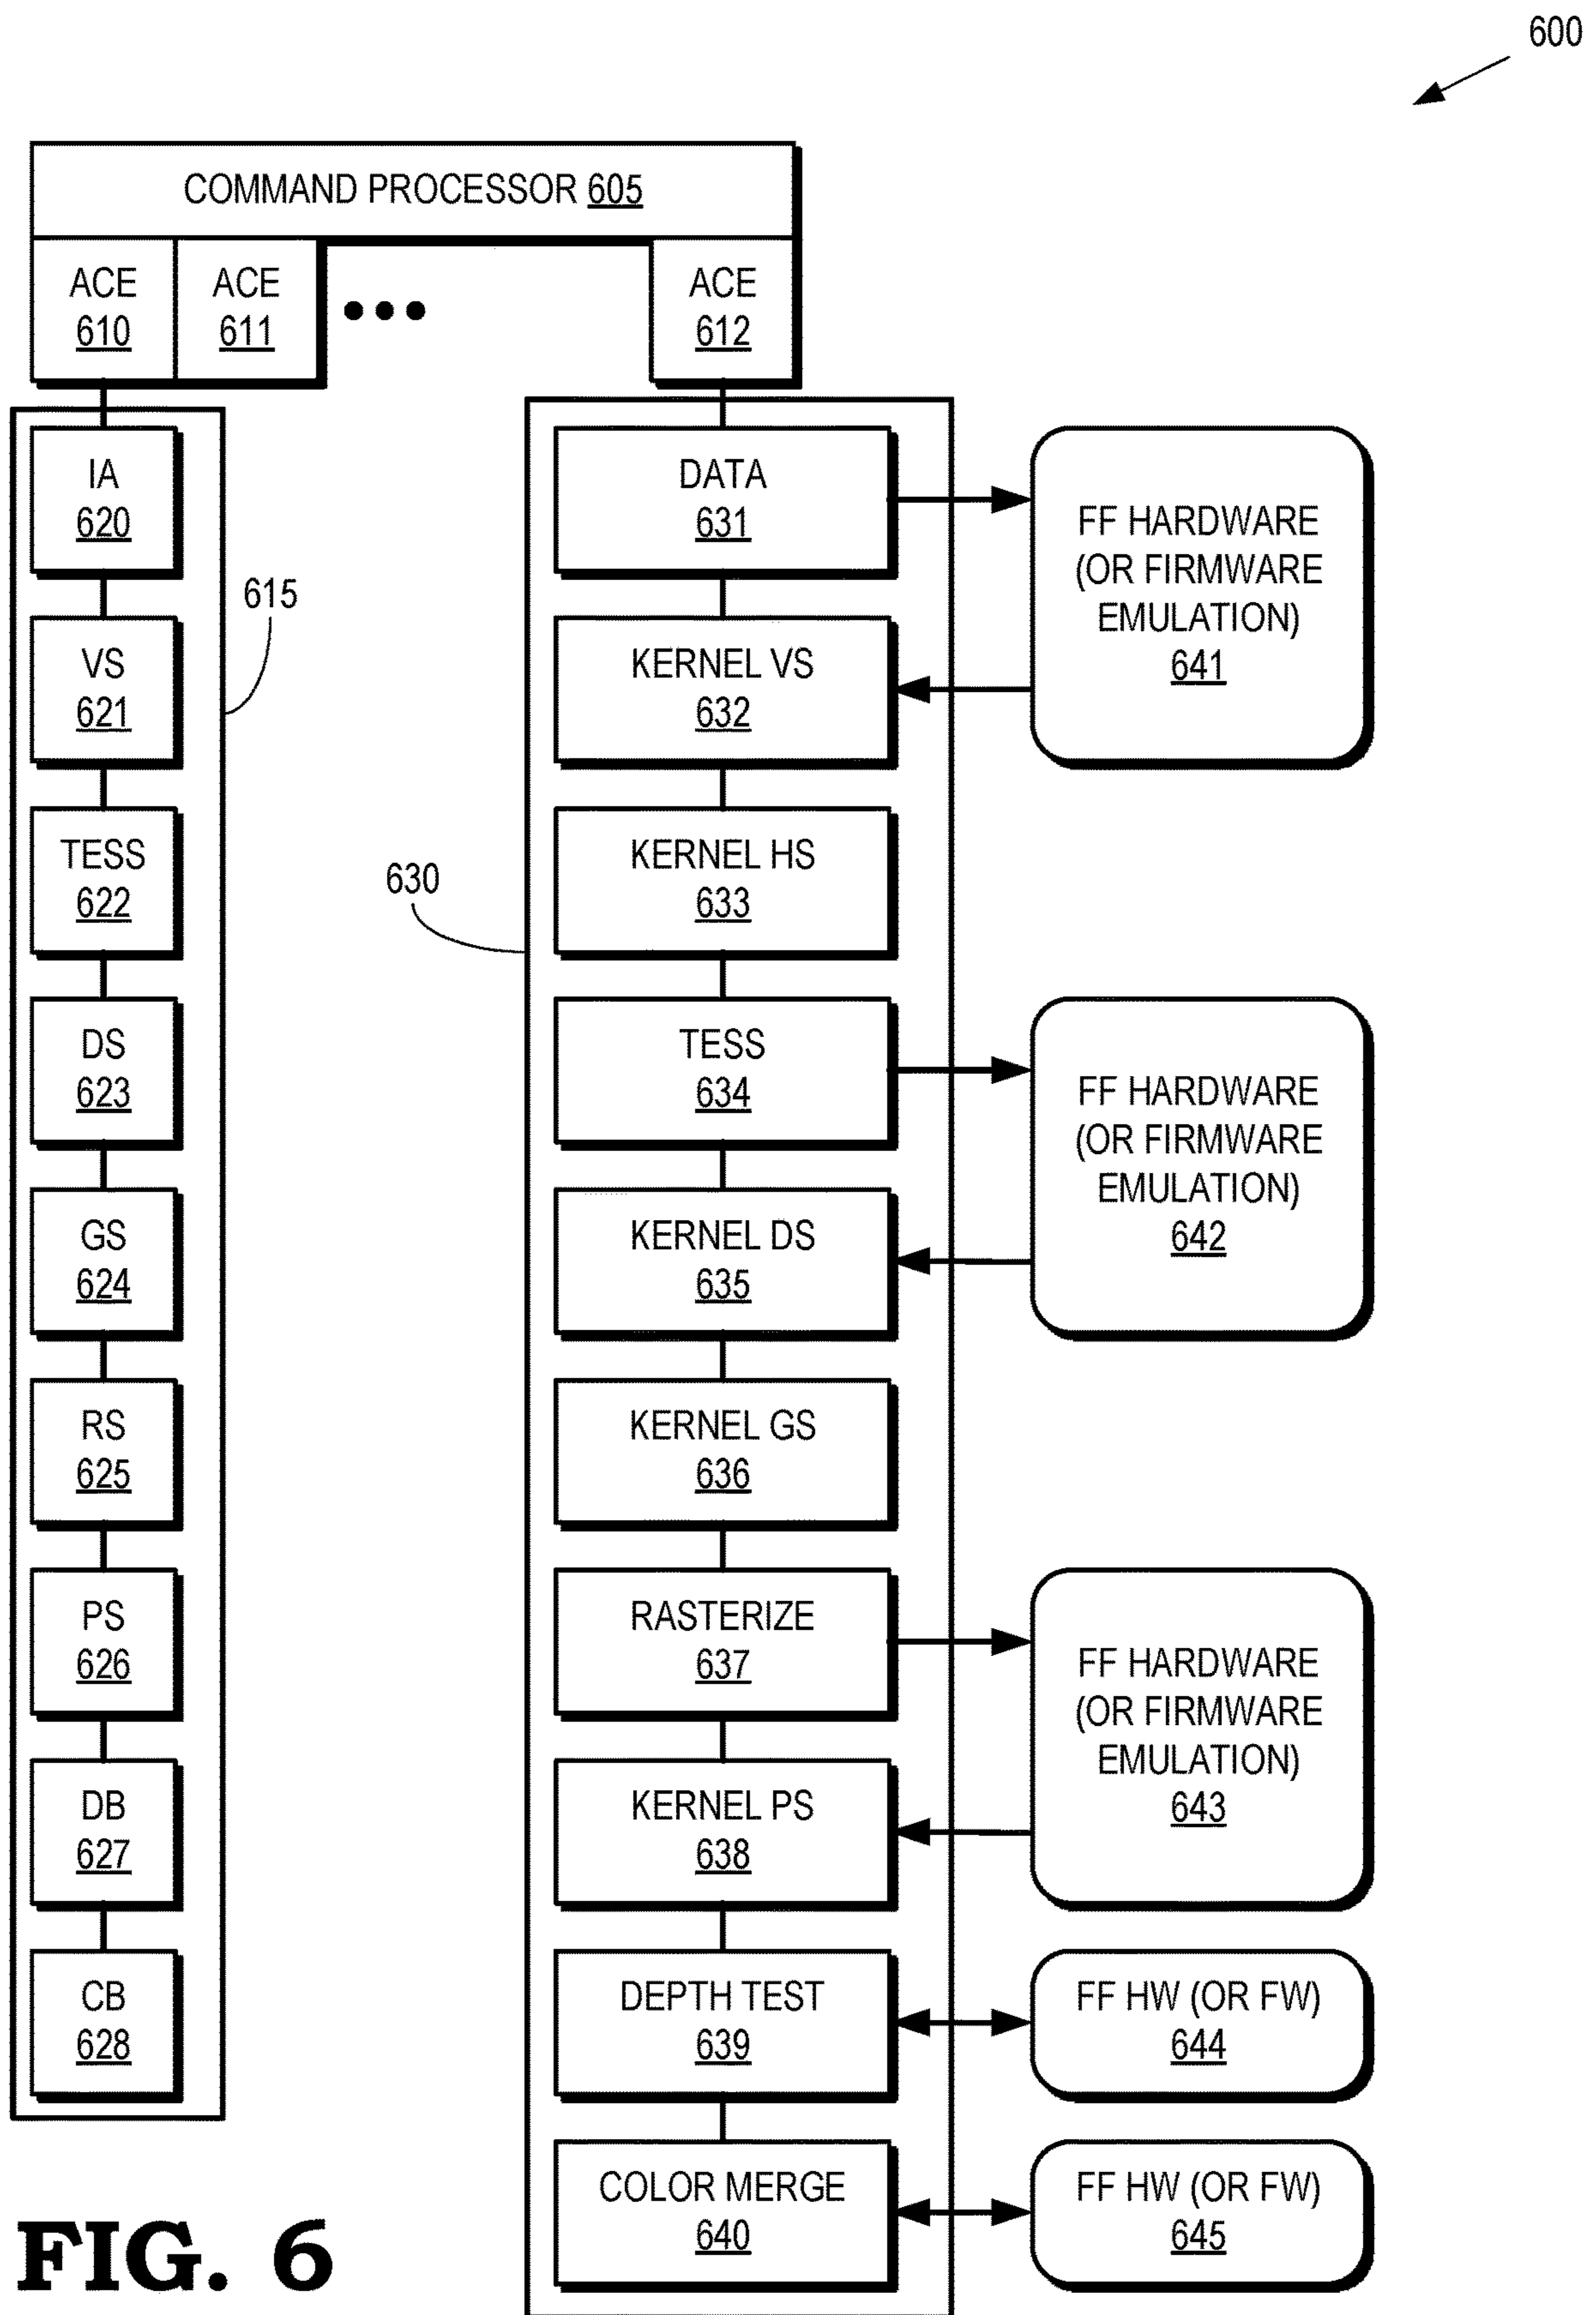 600
COMMAND PROCESSOR 605
ACE
610
ACE
611
ACE
612
IA
620
VS
621
TESS
622
DS
623
GS
624
RS
625
PS
626
DB
627
CB
628
615
630
DATA
631
KERNEL VS
632
KERNEL HS
633
TESS
634
KERNEL DS
635
KERNEL GS
636
RASTERIZE
637
KERNEL PS
638
DEPTH TEST
639
COLOR MERGE
640
FF HARDWARE
(OR FIRMWARE
EMULATION)
641
FF HARDWARE
(OR FIRMWARE
EMULATION)
642
FF HARDWARE
(OR FIRMWARE
EMULATION)
643
FF HW (OR FW)
644
FF HW (OR FW)
645
FIG. 6